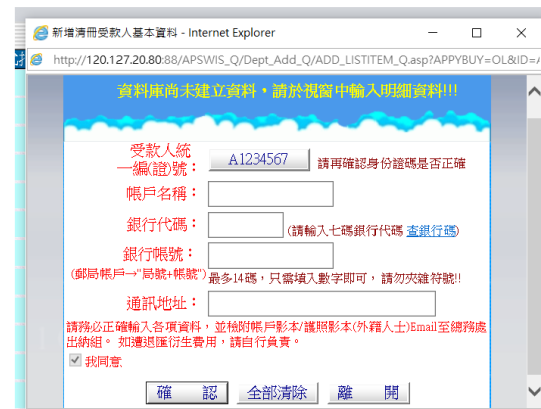 新增清冊受款人基本資料 - Internet Explorer
http://120.127.20.80:88/APSWIS_Q/Dept_Add_Q/ADD_LISTITEM_Q.asp?APPYBUY=OL&ID=
資料庫尚未建立資料,請於視窗中輸入明細資料!!!
受款人統
一編(證)號: A1234567 請再確認身份證碼是否正確
帳戶名稱:
銀行代碼: (請輸入七碼銀行代碼 查銀行碼)
銀行帳號:
(郵局帳戶→"局號+帳號") 最多14碼,只需填入數字即可,請勿夾雜符號!!
通訊地址:
請務必正確輸入各項資料,並檢附帳戶影本/護照影本(外籍人士)Email至總務處
出納組。如遭退匯衍生費用,請自行負責。
我同意.
確 認 全部清除 離 開